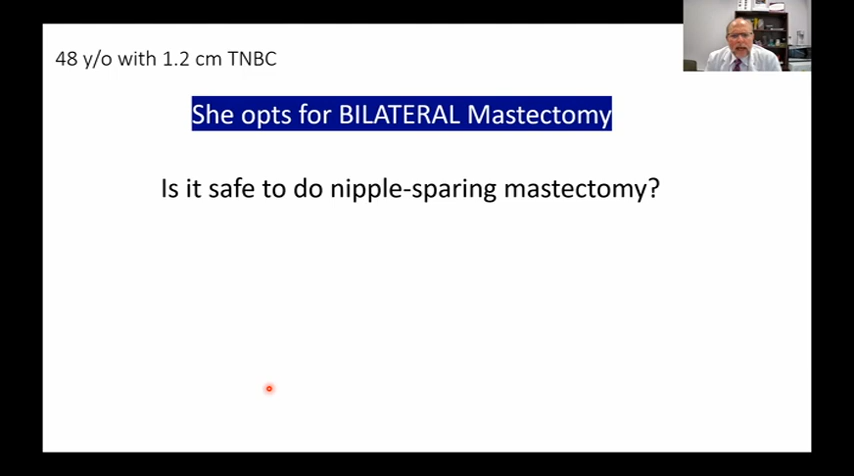 48 y/o with 1.2 cm TNBC
She opts for BILATERAL Mastectomy
Is it safe to do nipple-sparing mastectomy?